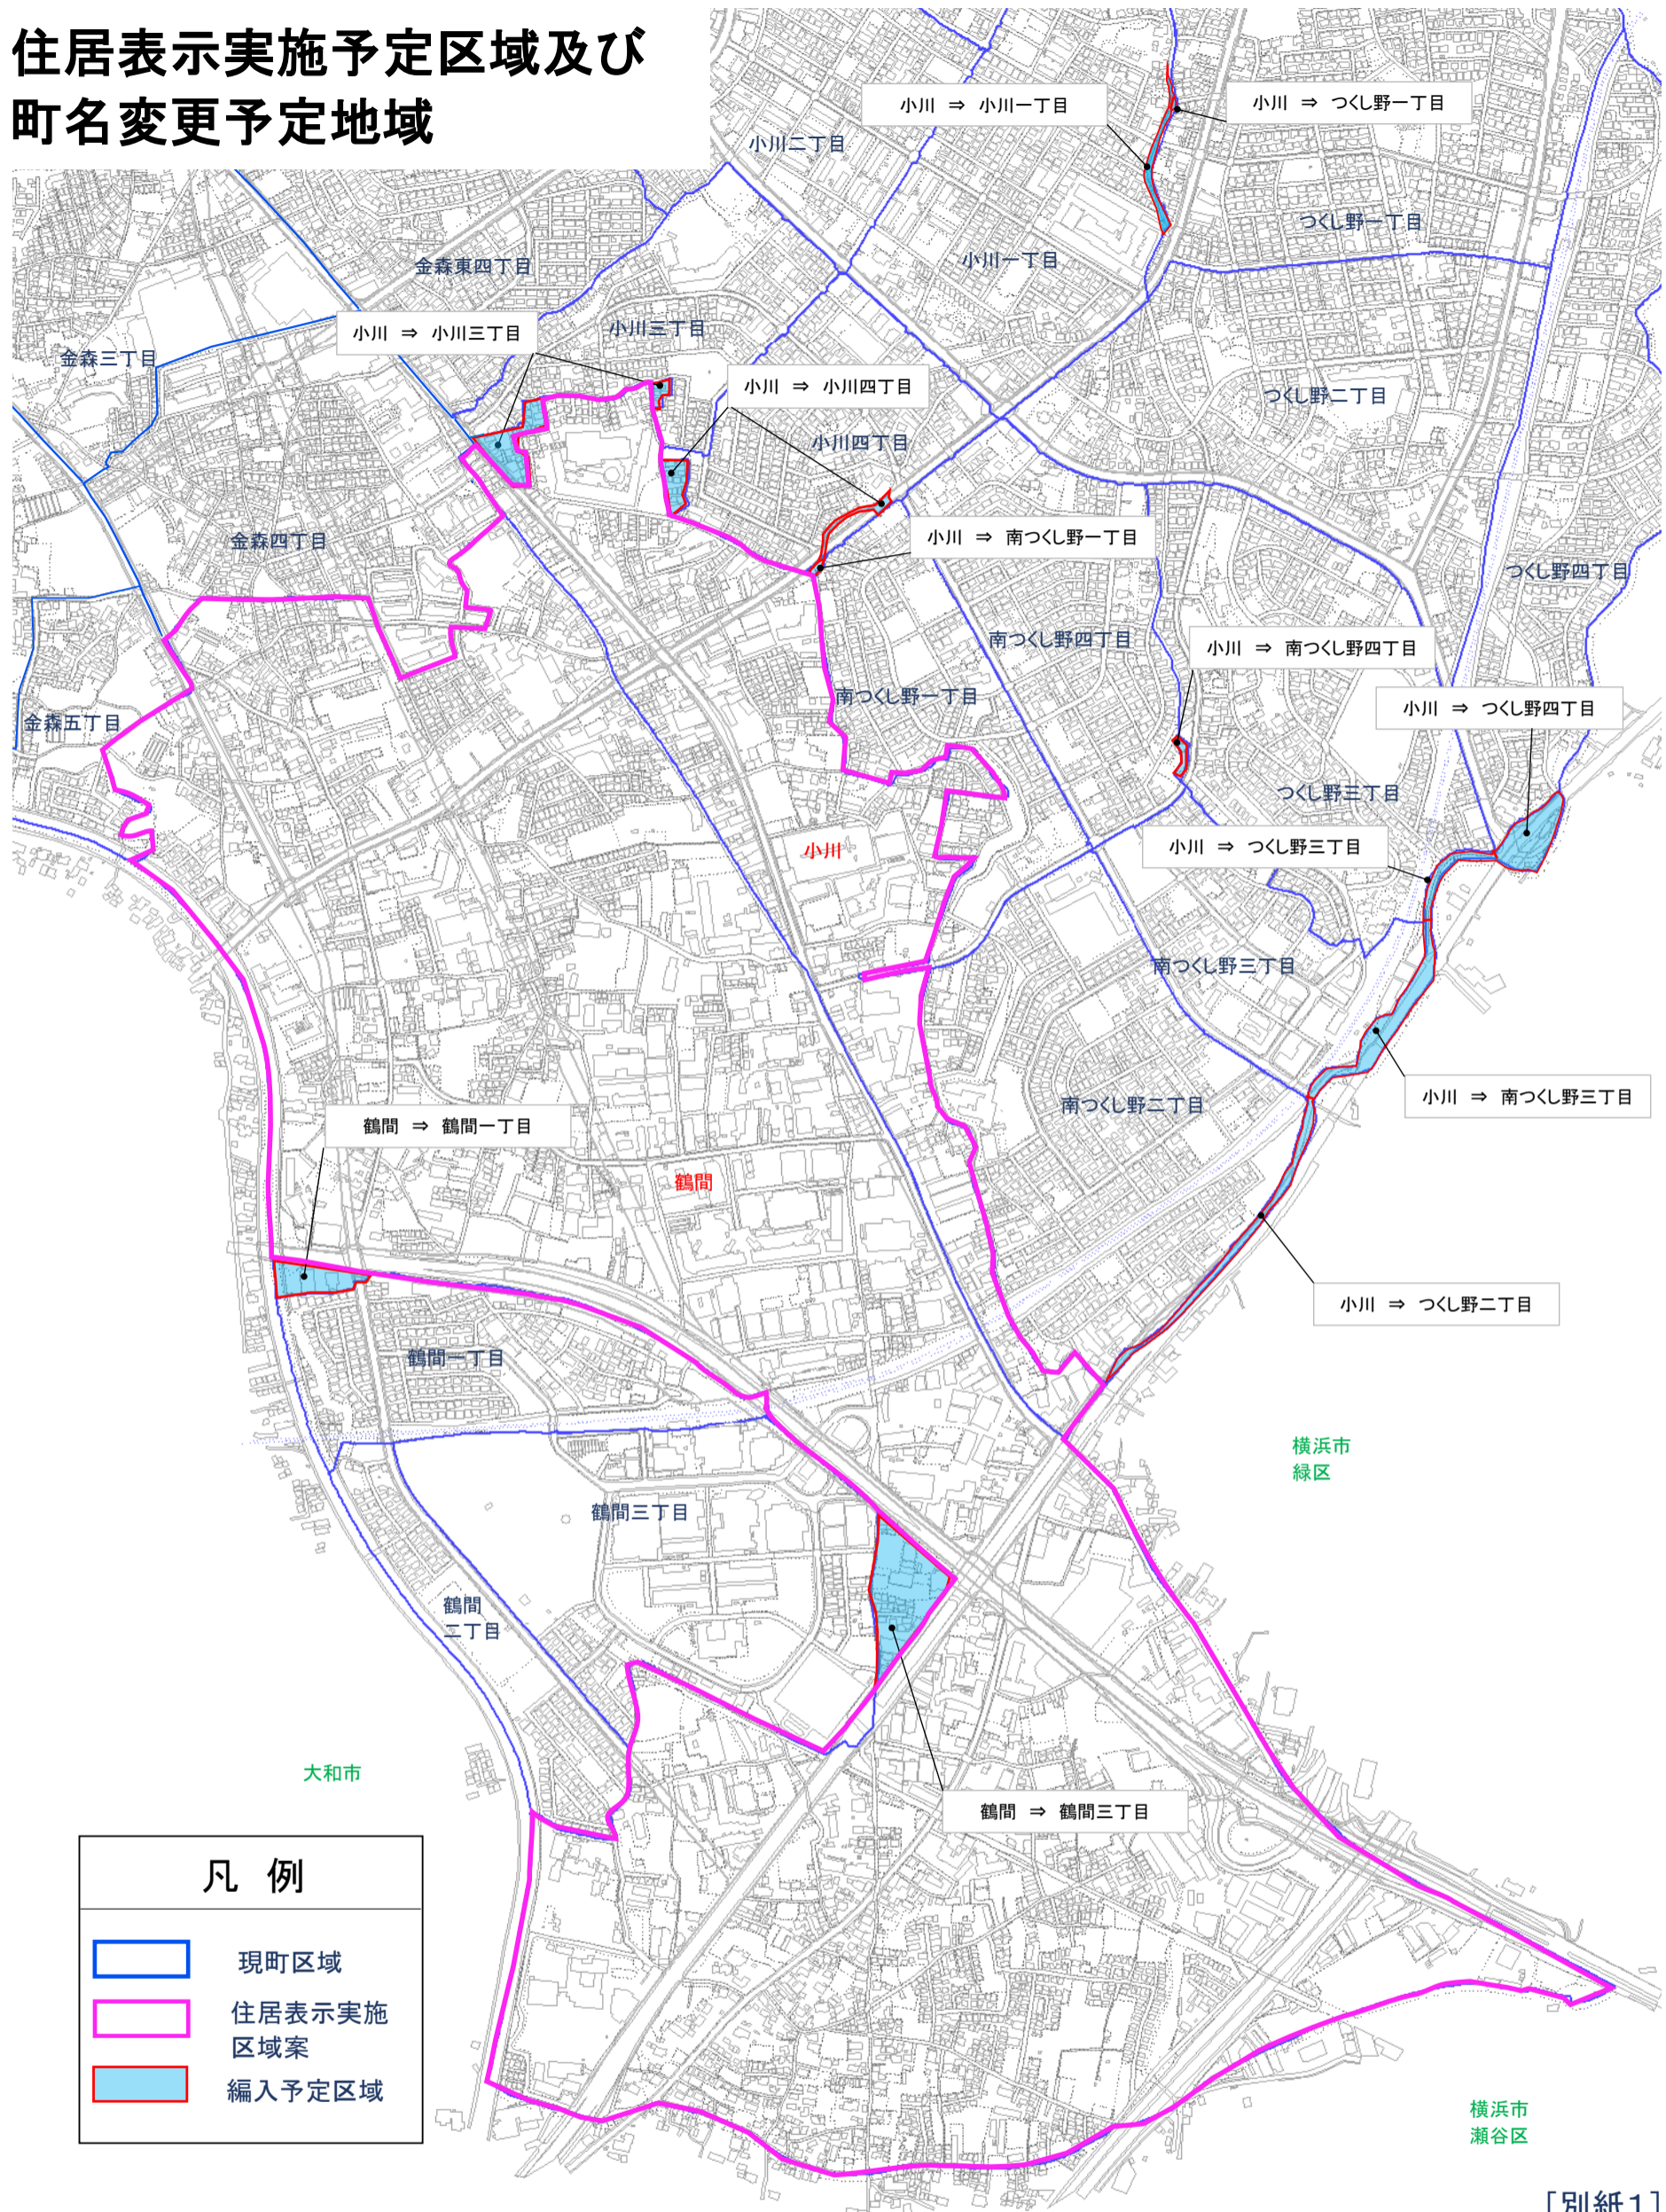 住居表示実施予定区域及び
町名変更予定地域
小川 ⇒ 小川一丁目
小川 ⇒ つくし野一丁目
小川二丁目
つくし野一丁目
小川一丁目
金森東四丁目
小川 ⇒ 小川三丁目
小川三丁目
金森三丁目
小川 ⇒ 小川四丁目
つくし野二丁目
小川四丁目
金森四丁目
小川 ⇒ 南つくし野一丁目
つくし野四丁目
南つくし野四丁目
小川 ⇒ 南つくし野四丁目
南つくし野一丁目
小川 ⇒ つくし野四丁目
金森五丁目
つくし野三丁目
小川
小川 ⇒ つくし野三丁目
南つくし野三丁目
小川 ⇒ 南つくし野三丁目
南つくし野二丁目
鶴間 ⇒ 鶴間一丁目
鶴間
小川 ⇒ つくし野二丁目
鶴間一丁目
横浜市
緑区
鶴間三丁目
鶴間
二丁目
大和市
鶴間 ⇒ 鶴間三丁目
凡 例
現町区域
住居表示実施
区域案
編入予定区域
横浜市
瀬谷区
[別紙1]